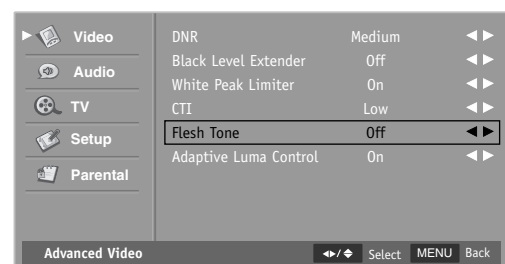 Video
Audio
TV
Setup
Parental
DNR Medium
Black Level Extender Off
White Peak Limiter On
CTI Low
Flesh Tone Off
Adaptive Luma Control On
Advanced Video Select MENU Back